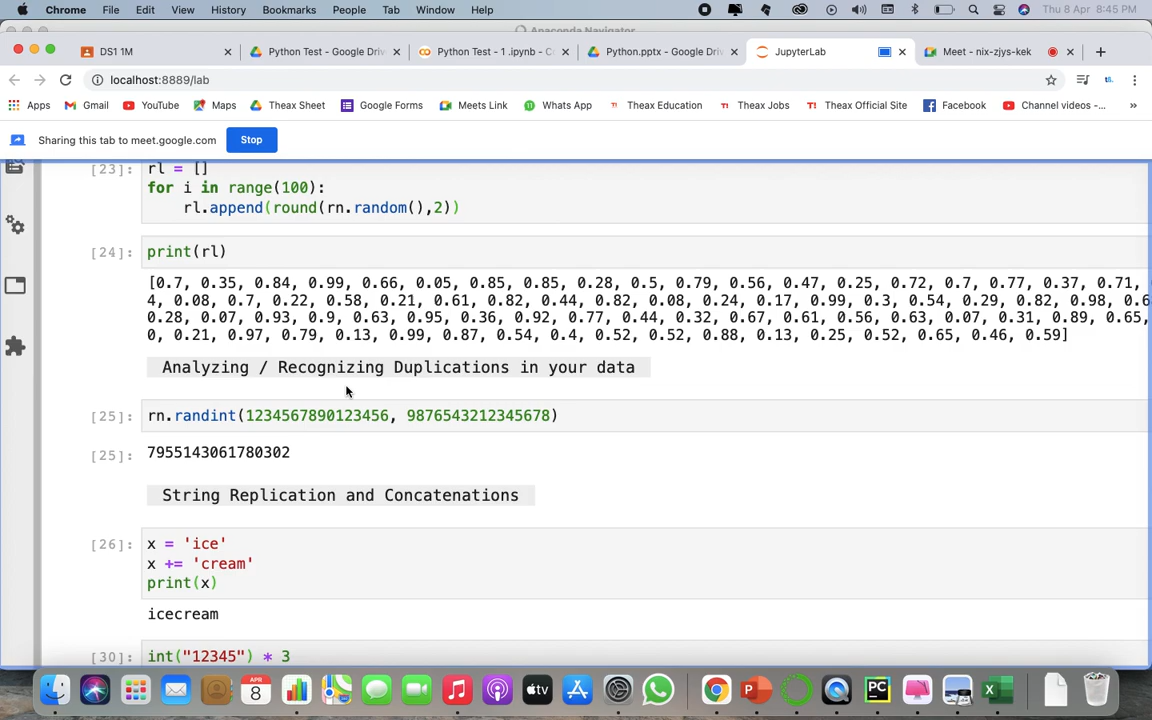 Chrome File Edit View History Bookmarks People Tab Window Help Thu 8 Apr 8:45 PM
Anaconda Navigator
DS1 1M Python Test - Google Driv Python Test - 1 .ipynb - C Python.pptx - Google Dri JupyterLab Meet - nix-zjys-kek
localhost:8889/lab
Apps Gmail YouTube Maps Theax Sheet Google Forms Meets Link Whats App Theax Education Theax Jobs Theax Official Site Facebook Channel videos -...
Sharing this tab to meet.google.com Stop
[23]: rl = []
for i in range(100):
rl.append(round(rn.random(),2))
[24]: print(rl)
[0.7, 0.35, 0.84, 0.99, 0.66, 0.05, 0.85, 0.85, 0.28, 0.5, 0.79, 0.56, 0.47, 0.25, 0.72, 0.7, 0.77, 0.37, 0.71,
4, 0.08, 0.7, 0.22, 0.58, 0.21, 0.61, 0.82, 0.44, 0.82, 0.08, 0.24, 0.17, 0.99, 0.3, 0.54, 0.29, 0.82, 0.98, 0.6
0.28, 0.07, 0.93, 0.9, 0.63, 0.95, 0.36, 0.92, 0.77, 0.44, 0.32, 0.67, 0.61, 0.56, 0.63, 0.07, 0.31, 0.89, 0.65,
0, 0.21, 0.97, 0.79, 0.13, 0.99, 0.87, 0.54, 0.4, 0.52, 0.52, 0.88, 0.13, 0.25, 0.52, 0.65, 0.46, 0.59]
Analyzing / Recognizing Duplications in your data
[25]: rn.randint(1234567890123456, 9876543212345678)
[25]: 7955143061780302
String Replication and Concatenations
[26]: x = 'ice'
x += 'cream'
print(x)
icecream
[30]: int("12345") * 3